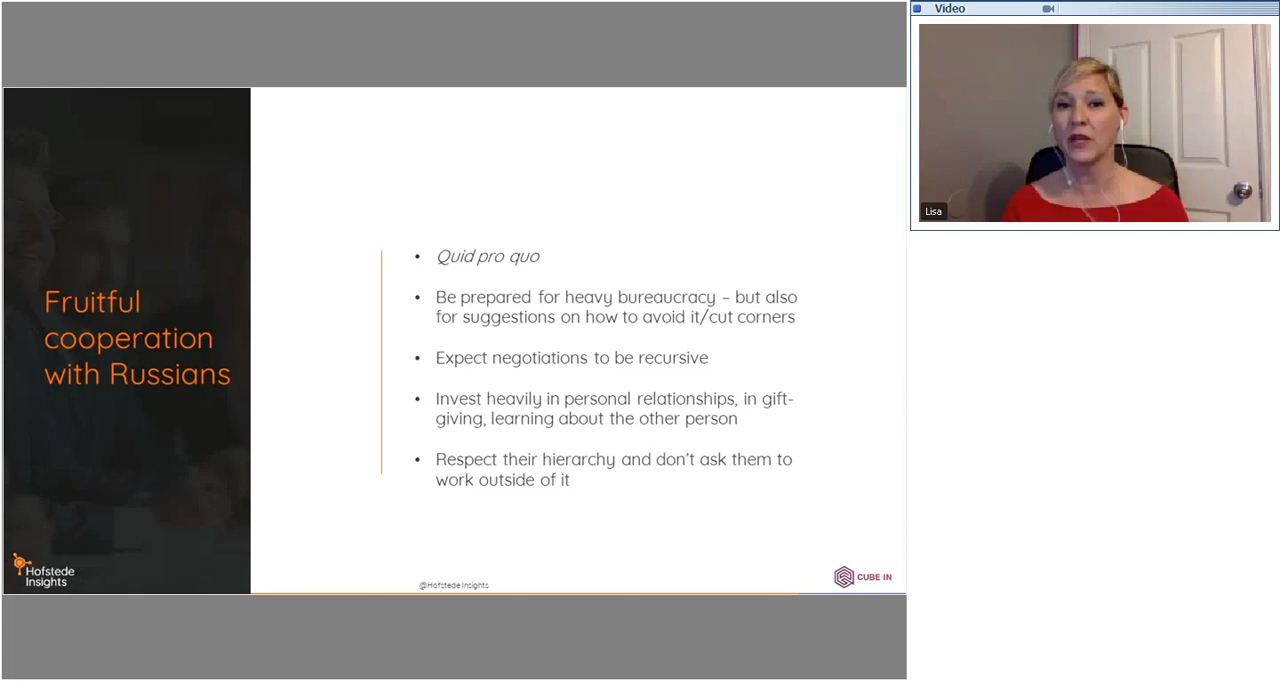 Video
Lisa
Fruitful
cooperation
with Russians
• Quid pro quo
• Be prepared for heavy bureaucracy – but also
for suggestions on how to avoid it/cut corners
• Expect negotiations to be recursive
• Invest heavily in personal relationships, in gift-
giving, learning about the other person
• Respect their hierarchy and don’t ask them to
work outside of it
Hofstede
Insights
@Hofstede Insights
CUBE IN